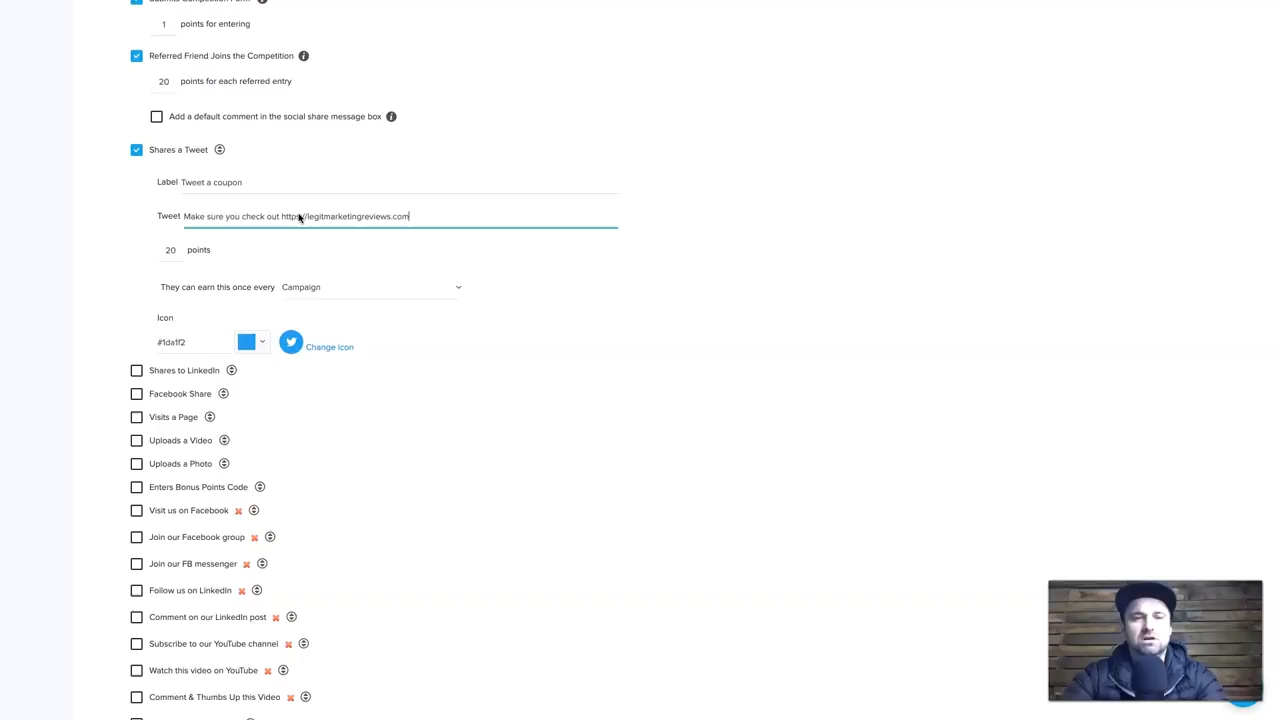 Submits Competition Form
1 points for entering
Referred Friend Joins the Competition
20 points for each referred entry
Add a default comment in the social share message box
Shares a Tweet
Label Tweet a coupon
Tweet Make sure you check out https://legitmarketingreviews.com
20 points
They can earn this once every Campaign
Icon
#1da1f2
Change icon
Shares to LinkedIn
Facebook Share
Visits a Page
Uploads a Video
Uploads a Photo
Enters Bonus Points Code
Visit us on Facebook
Join our Facebook group
Join our FB messenger
Follow us on LinkedIn
Comment on our LinkedIn post
Subscribe to our YouTube channel
Watch this video on YouTube
Comment & Thumbs Up this Video